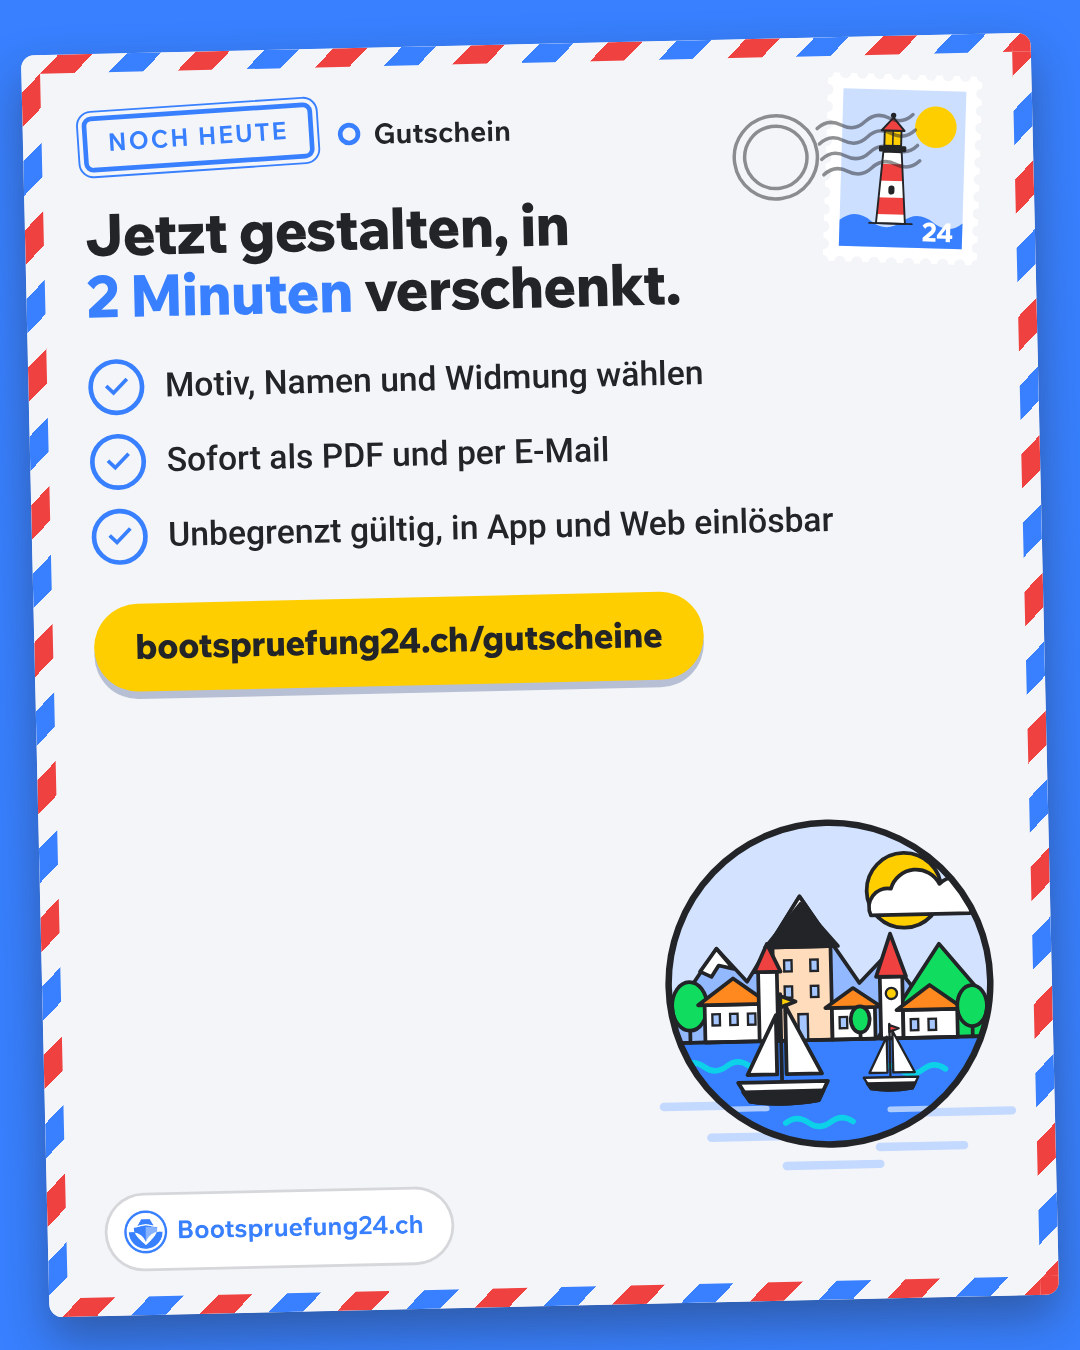 NOCH HEUTE
Gutschein
24
Jetzt gestalten, in
2 Minuten verschenkt.
Motiv, Namen und Widmung wählen
Sofort als PDF und per E-Mail
Unbegrenzt gültig, in App und Web einlösbar
bootspruefung24.ch/gutscheine
Bootspruefung24.ch